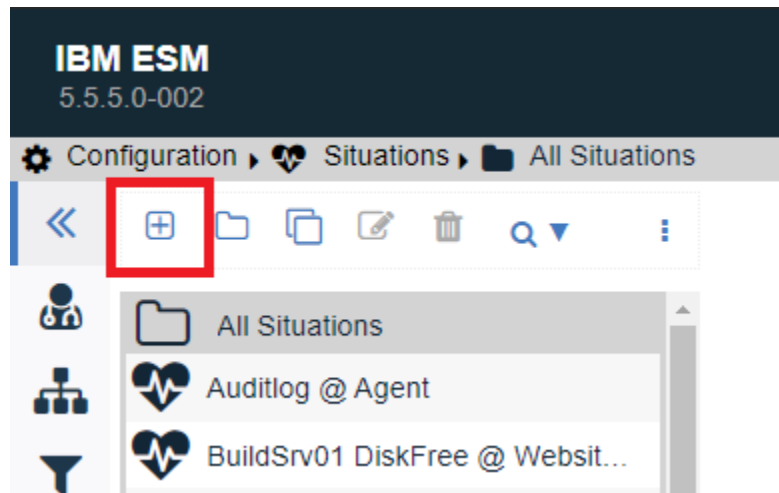 IBM ESM
5.5.5.0-002
Configuration Situations All Situations
All Situations
Auditlog @ Agent
BuildSrv01 DiskFree @ Websit...